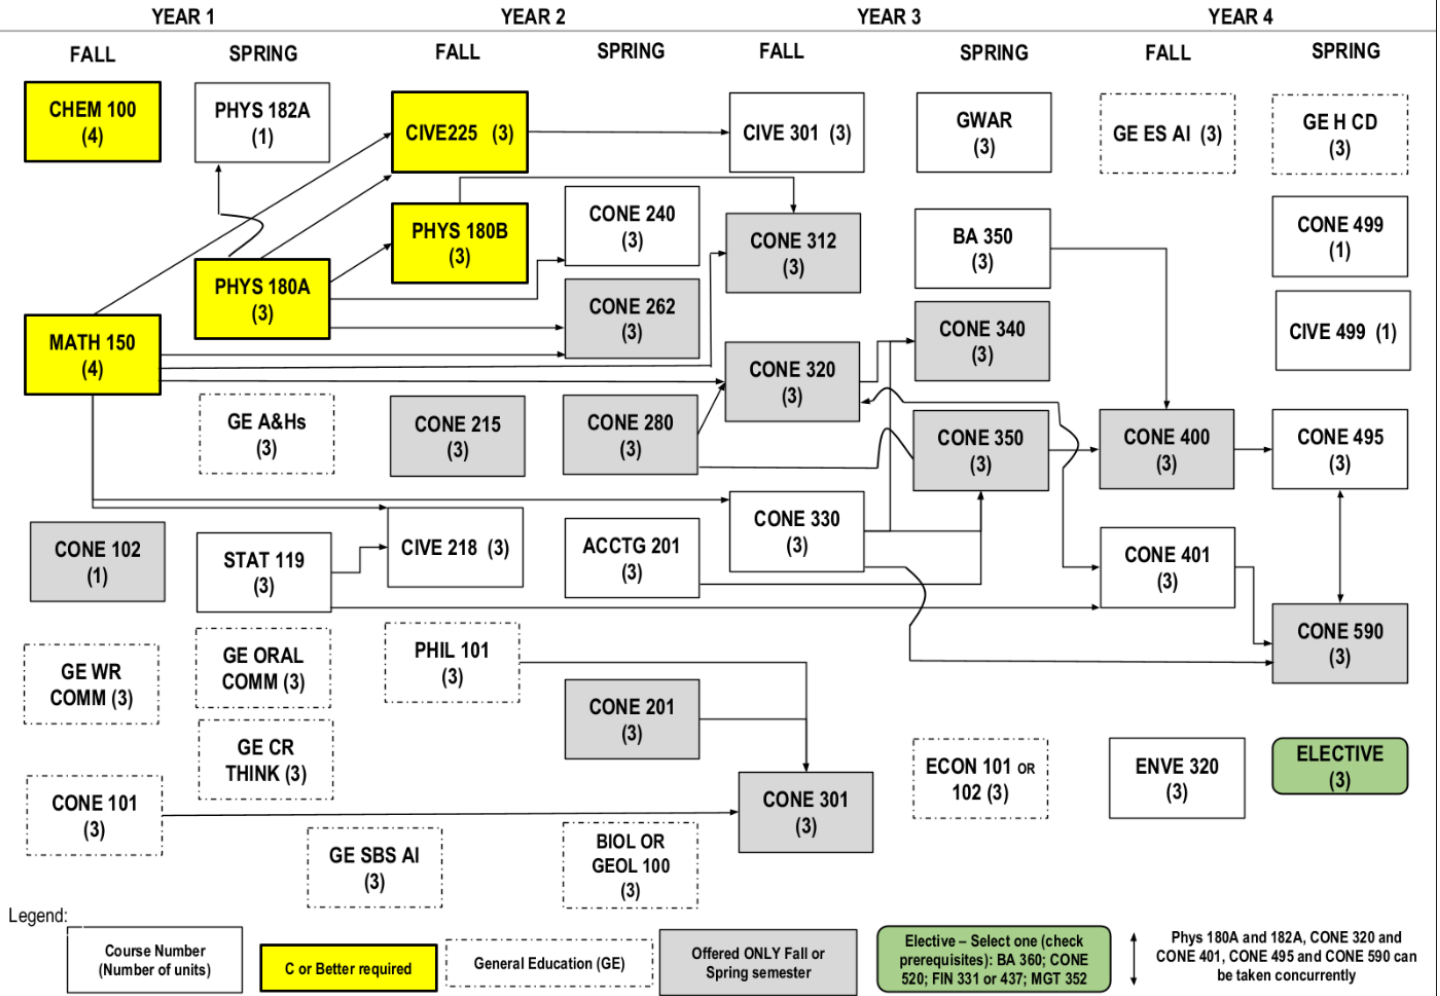 YEAR 1
YEAR 2
YEAR 3
YEAR 4
FALL
SPRING
FALL
SPRING
FALL
SPRING
FALL
SPRING
CHEM 100
(4)
PHYS 182A
(1)
CIVE225 (3)
CIVE 301 (3)
GWAR
(3)
GE ES AI (3)
GE H CD
(3)
CONE 240
(3)
PHYS 180B
(3)
CONE 312
(3)
BA 350
(3)
CONE 499
(1)
PHYS 180A
(3)
CONE 262
(3)
CONE 340
(3)
CIVE 499 (1)
MATH 150
(4)
CONE 320
(3)
GE A&Hs
(3)
CONE 215
(3)
CONE 280
(3)
CONE 350
(3)
CONE 400
(3)
CONE 495
(3)
CONE 102
(1)
STAT 119
(3)
CIVE 218 (3)
ACCTG 201
(3)
CONE 330
(3)
CONE 401
(3)
CONE 590
(3)
GE WR
COMM (3)
GE ORAL
COMM (3)
PHIL 101
(3)
CONE 201
(3)
GE CR
THINK (3)
ECON 101 OR
102 (3)
ENVE 320
(3)
ELECTIVE
(3)
CONE 101
(3)
CONE 301
(3)
GE SBS AI
(3)
BIOL OR
GEOL 100
(3)
Legend:
Course Number
(Number of units)
C or Better required
General Education (GE)
Offered ONLY Fall or
Spring semester
Elective – Select one (check
prerequisites): BA 360; CONE
520; FIN 331 or 437; MGT 352
Phys 180A and 182A, CONE 320 and
CONE 401, CONE 495 and CONE 590 can
be taken concurrently